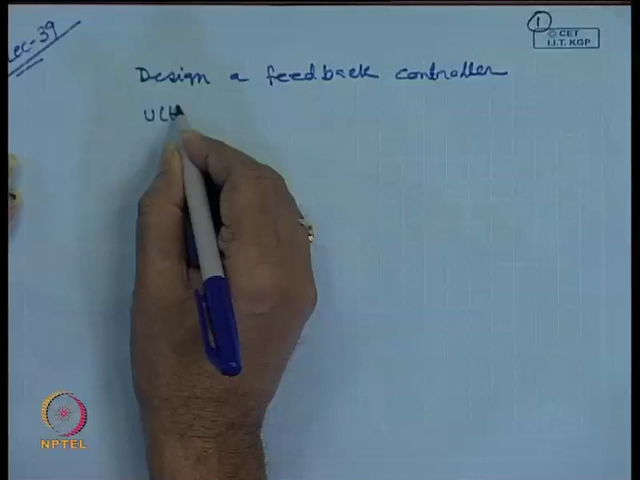 Lec-39
1
© CET
I.I.T. KGP
Design a feedback controller
u(t
NPTEL